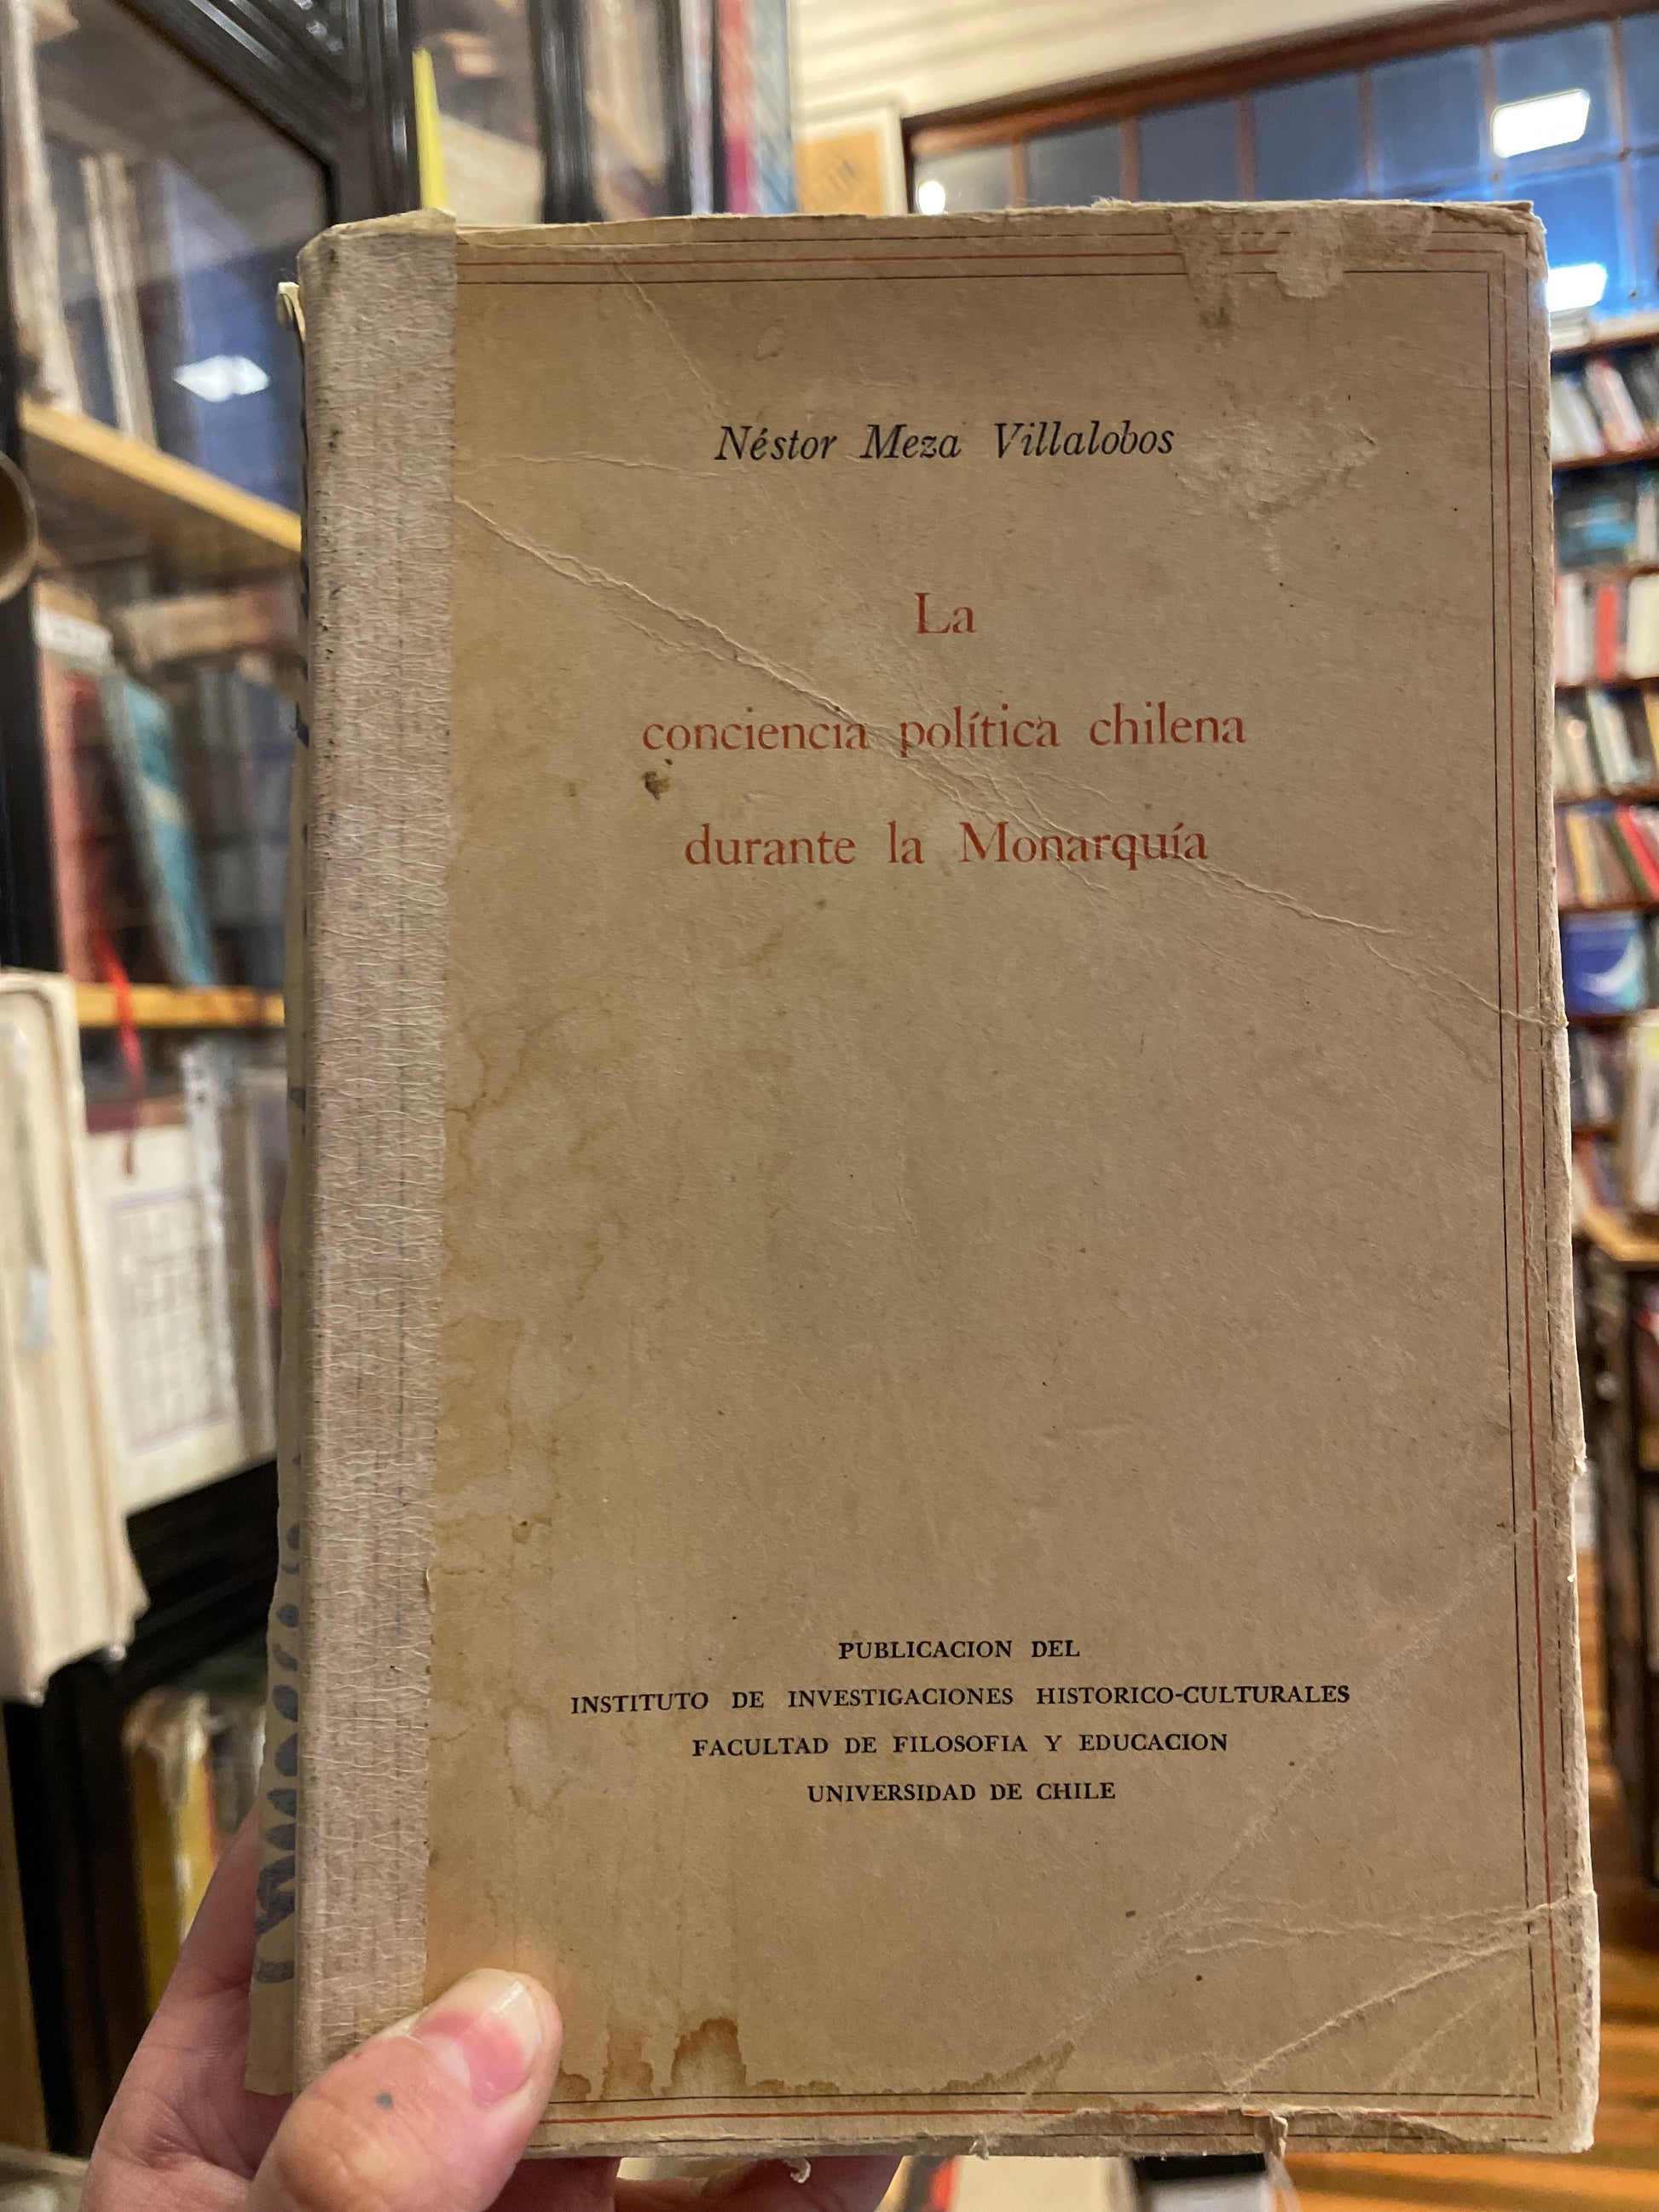 Néstor Meza Villalobos
La
conciencia política chilena
durante la Monarquía
PUBLICACION DEL
INSTITUTO DE INVESTIGACIONES HISTORICO-CULTURALES
FACULTAD DE FILOSOFIA Y EDUCACION
UNIVERSIDAD DE CHILE